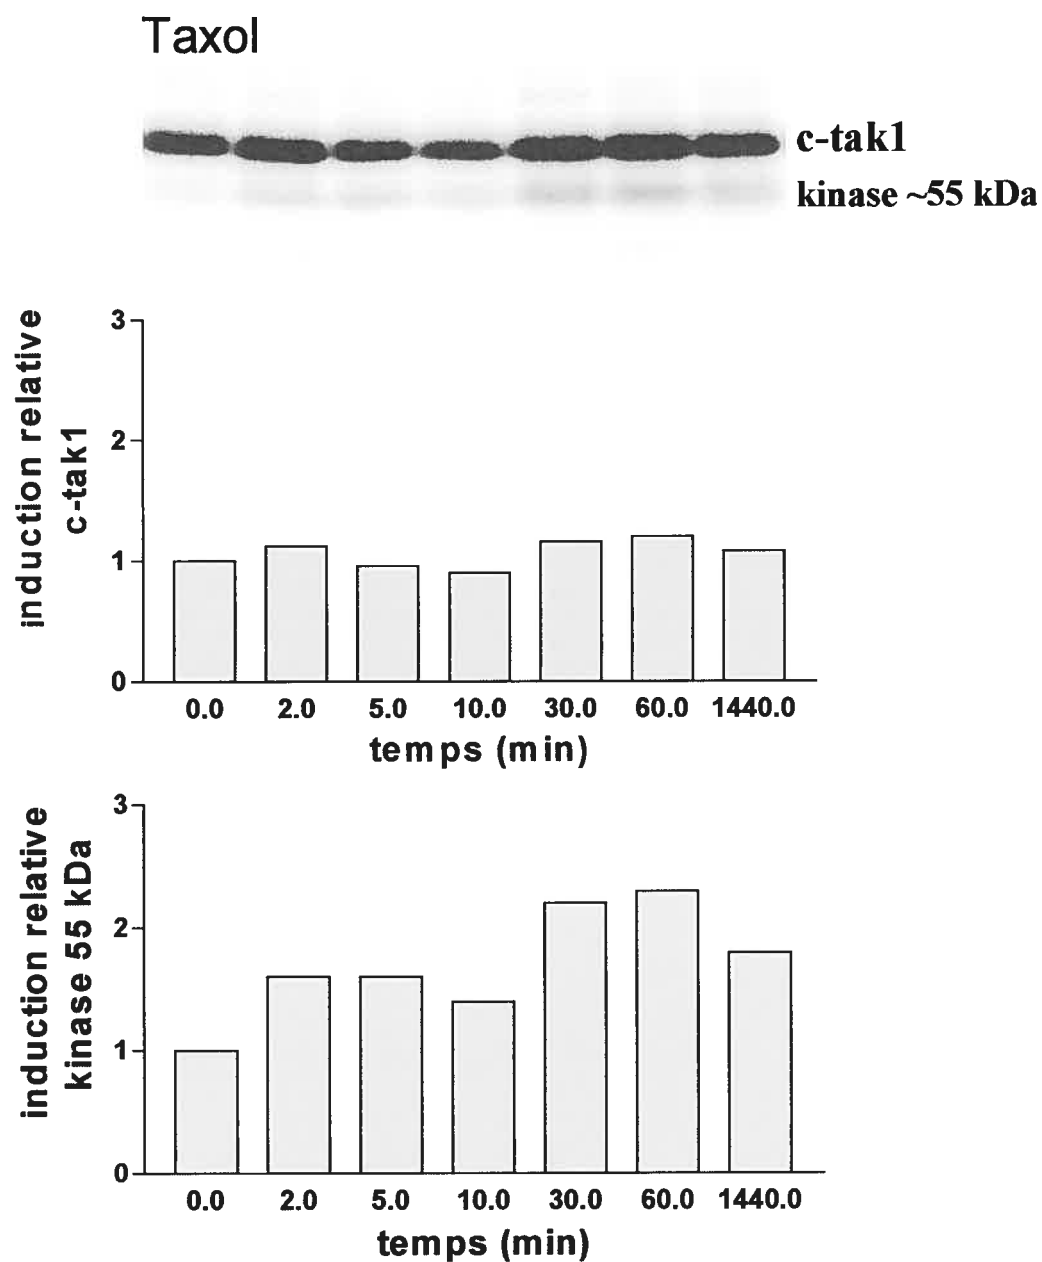 Taxol
c-tak1
kinase ~55 kDa
induction relative
c-tak1
3
2
1
0
0.0 2.0 5.0 10.0 30.0 60.0 1440.0
temps (min)
induction relative
kinase 55 kDa
3
2
1
0
0.0 2.0 5.0 10.0 30.0 60.0 1440.0
temps (min)